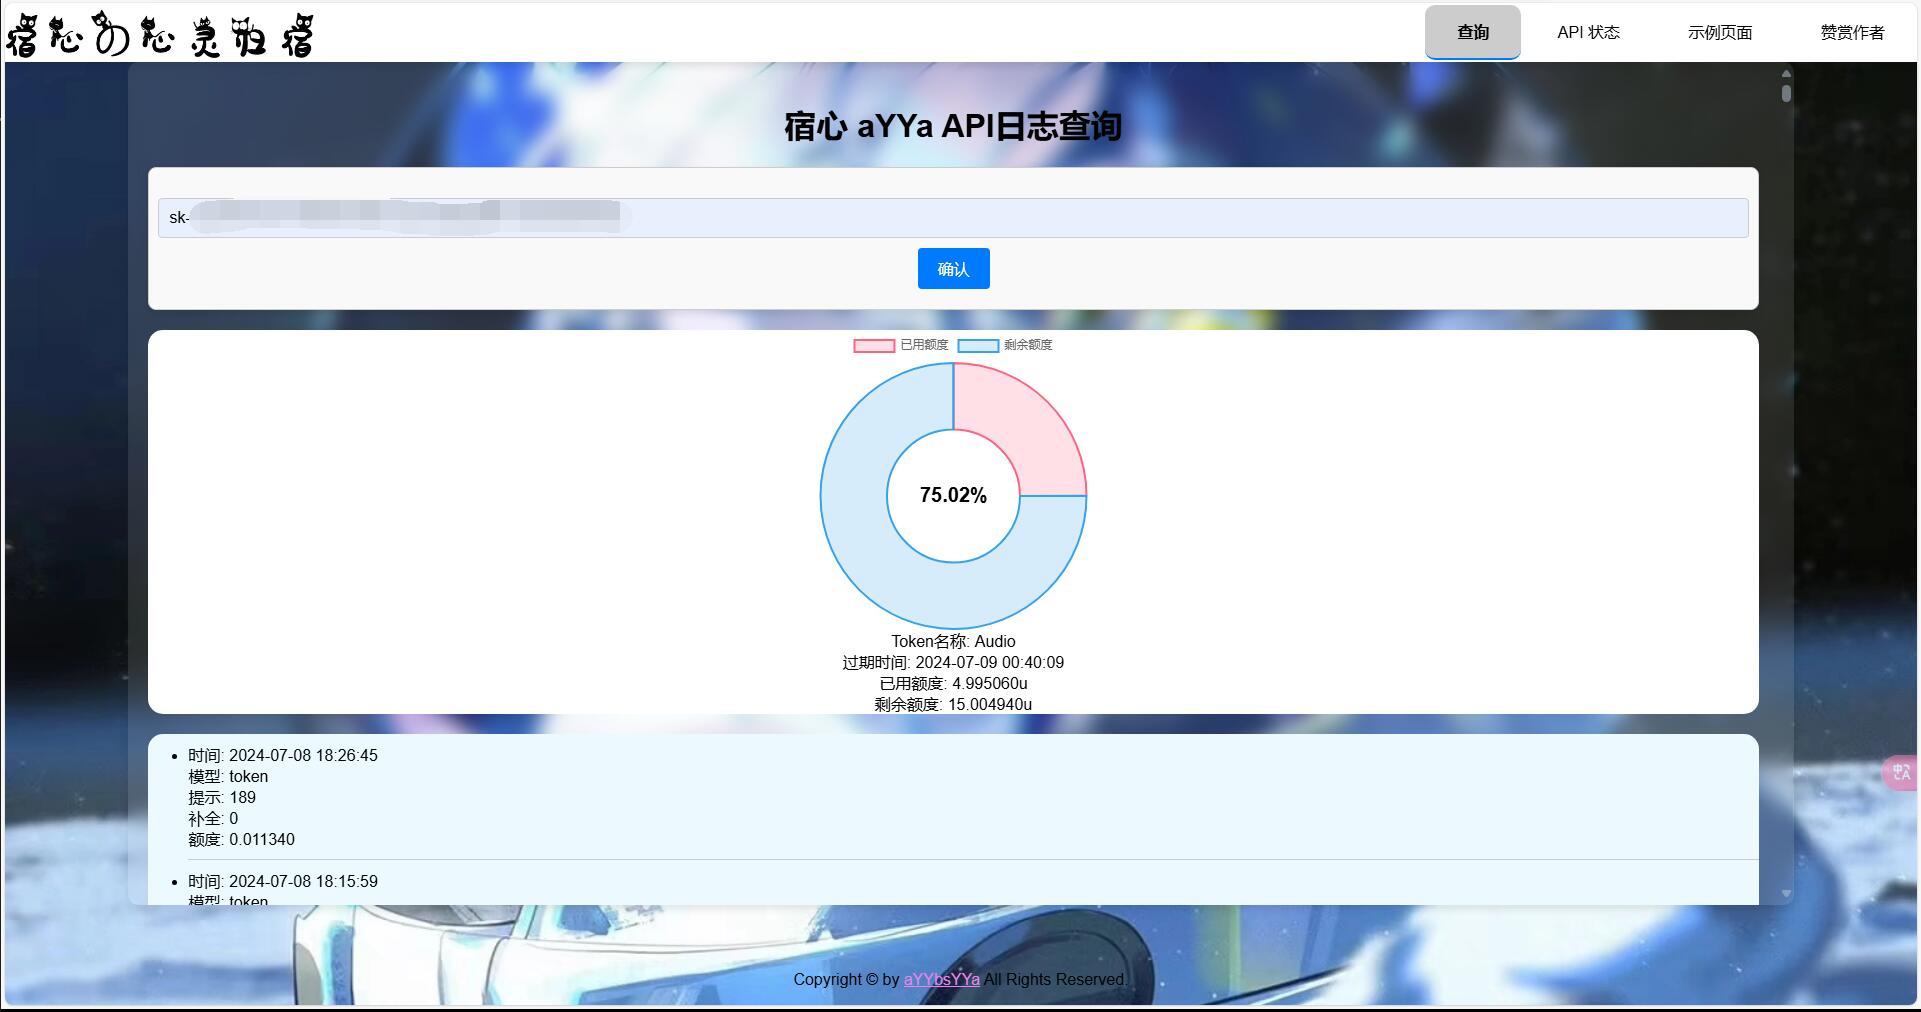 宿心の心灵归宿
查询 API 状态 示例页面 赞赏作者
宿心 aYYa API日志查询
sk-
确认
已用额度 剩余额度
75.02%
Token名称: Audio
过期时间: 2024-07-09 00:40:09
已用额度: 4.995060u
剩余额度: 15.004940u
时间: 2024-07-08 18:26:45
模型: token
提示: 189
补全: 0
额度: 0.011340
时间: 2024-07-08 18:15:59
模型: token
Copyright © by aYYbsYYa All Rights Reserved.